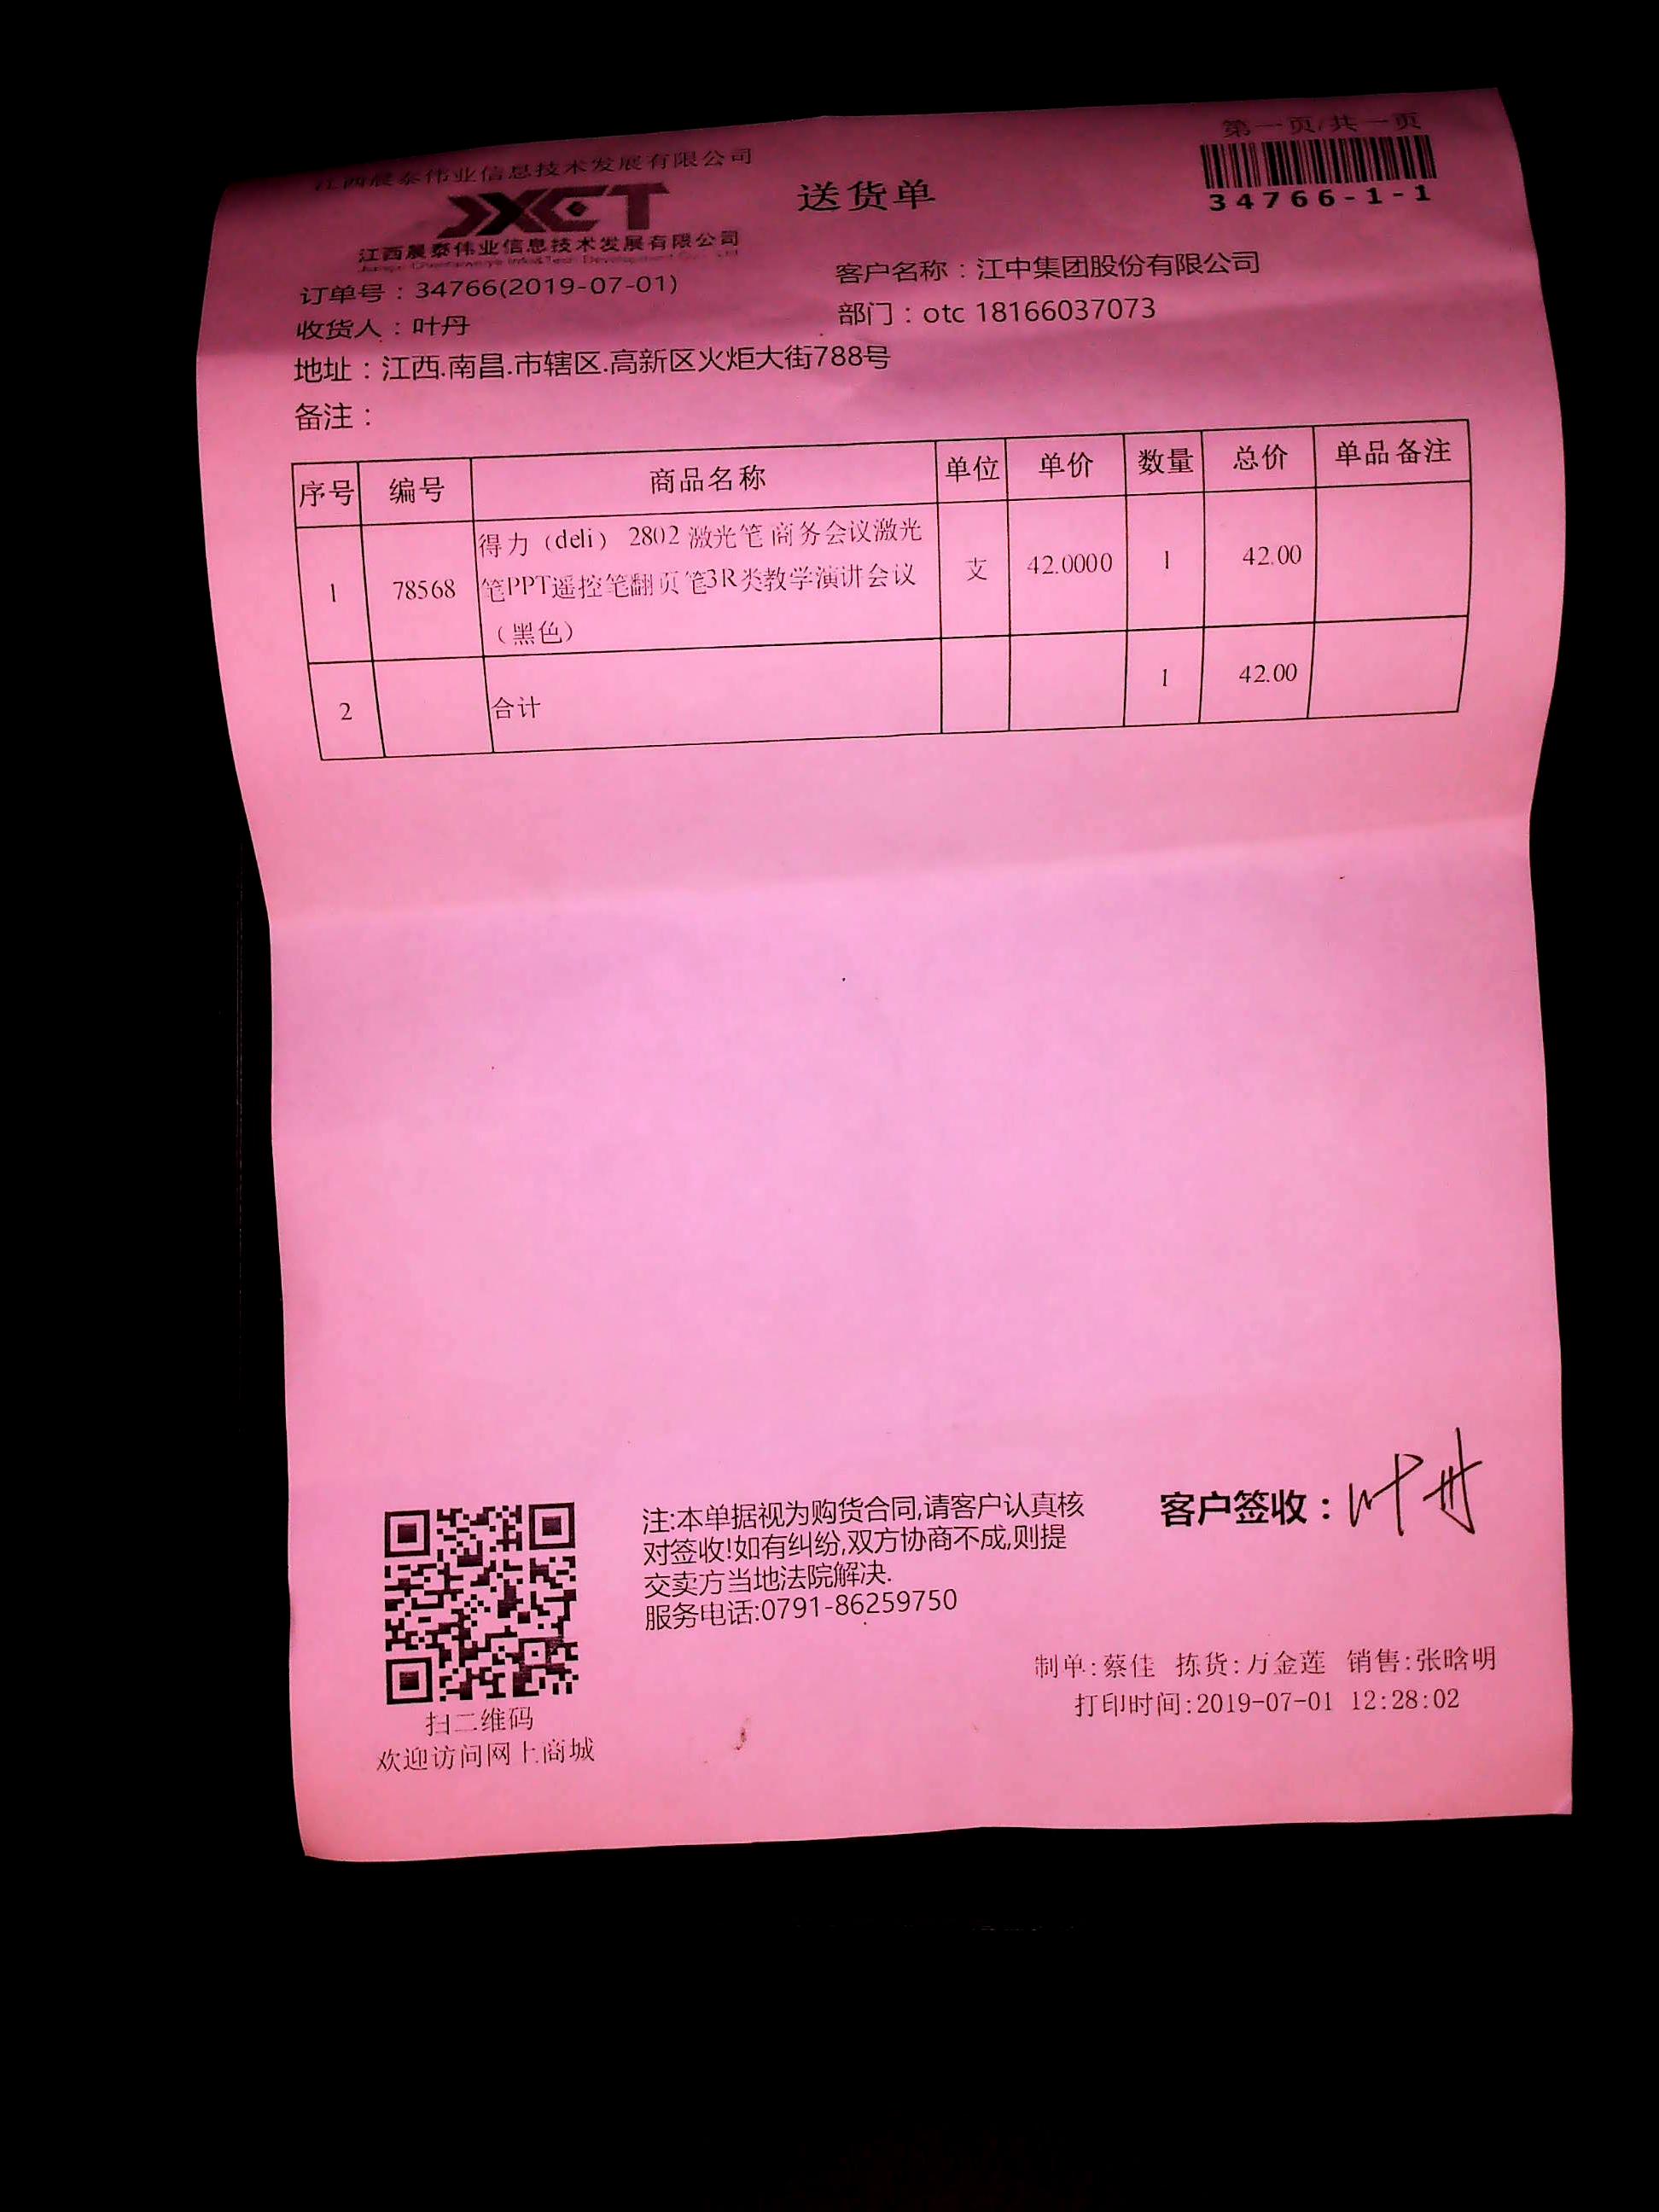 江西晨泰伟业信息技术发展有限公司
JXCT
江西晨泰伟业信息技术发展有限公司
送货单
第一页/共一页
34766-1-1
订单号：34766(2019-07-01)
客户名称：江中集团股份有限公司
收货人：叶丹
部门：otc 18166037073
地址：江西.南昌.市辖区.高新区火炬大街788号
备注：
序号 编号 商品名称 单位 单价 数量 总价 单品备注
1 78568 得力（deli） 2802 激光笔 商务会议激光 支 42.0000 1 42.00
笔PPT遥控笔翻页笔3R类教学演讲会议
（黑色）
2 合计 1 42.00
注:本单据视为购货合同,请客户认真核
对签收!如有纠纷,双方协商不成,则提
交卖方当地法院解决.
服务电话:0791-86259750
客户签收：叶丹
制单:蔡佳 拣货:万金莲 销售:张晗明
打印时间:2019-07-01 12:28:02
扫二维码
欢迎访问网上商城